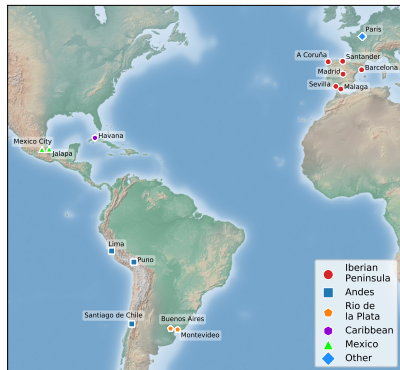 Paris
A Coruña
Santander
Madrid
Barcelona
Sevilla
Málaga
Havana
Mexico City
Jalapa
Lima
Puno
Santiago de Chile
Buenos Aires
Montevideo
Iberian
Peninsula
Andes
Rio de
la Plata
Caribbean
Mexico
Other